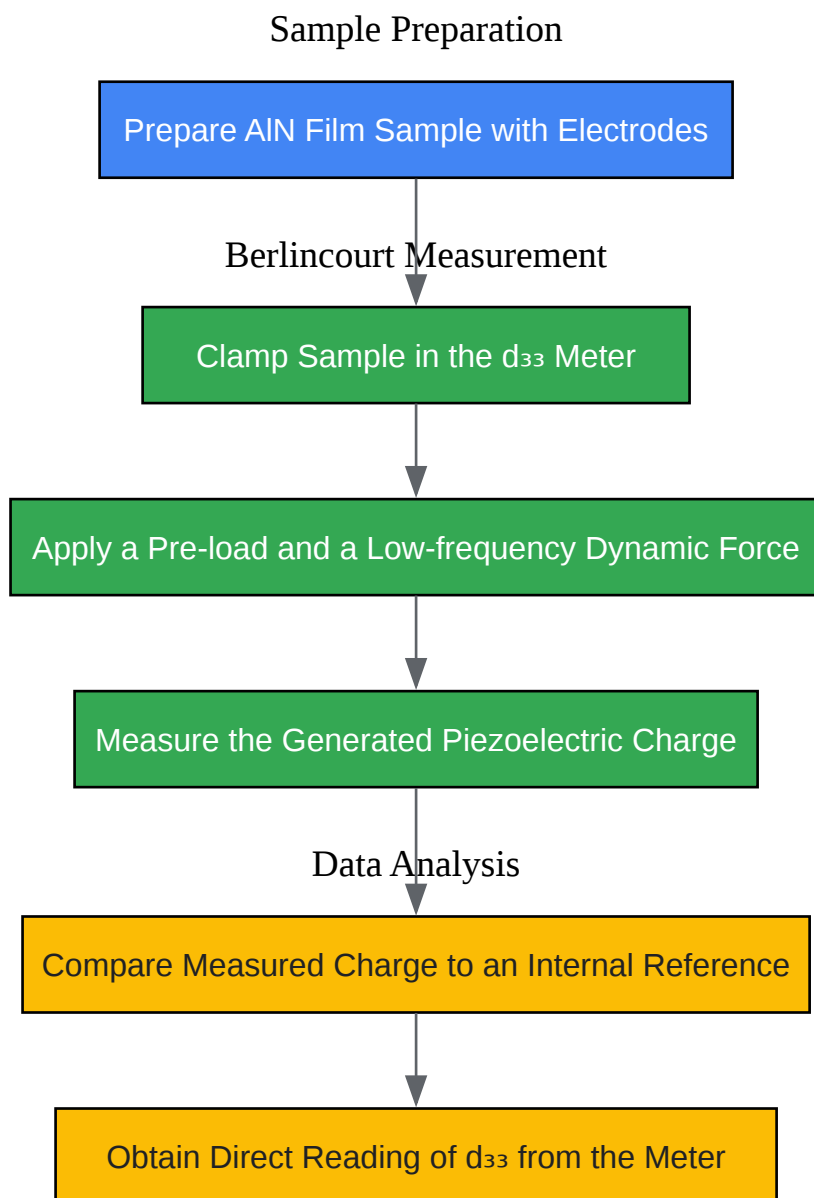 Sample Preparation
Prepare AlN Film Sample with Electrodes
Berlincourt Measurement
Clamp Sample in the d₃₃ Meter
Apply a Pre-load and a Low-frequency Dynamic Force
Measure the Generated Piezoelectric Charge
Data Analysis
Compare Measured Charge to an Internal Reference
Obtain Direct Reading of d₃₃ from the Meter